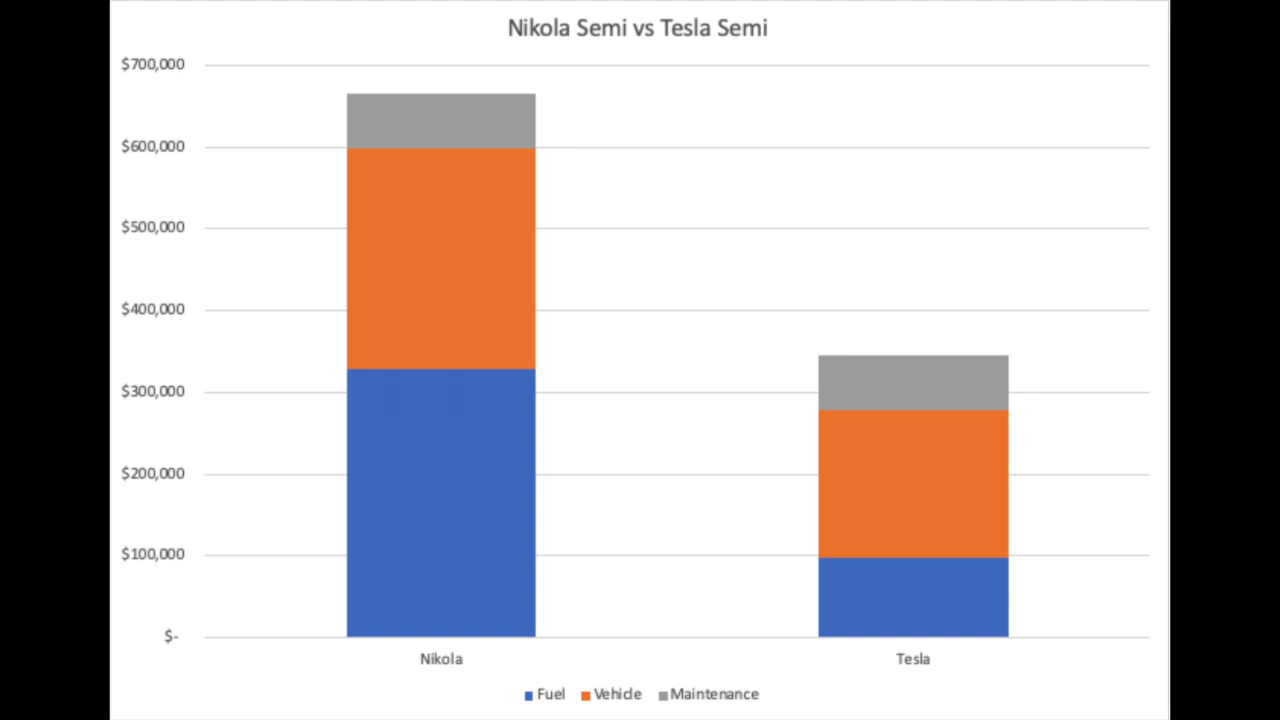 Nikola Semi vs Tesla Semi
$700,000
$600,000
$500,000
$400,000
$300,000
$200,000
$100,000
$-
Nikola Tesla
Fuel Vehicle Maintenance